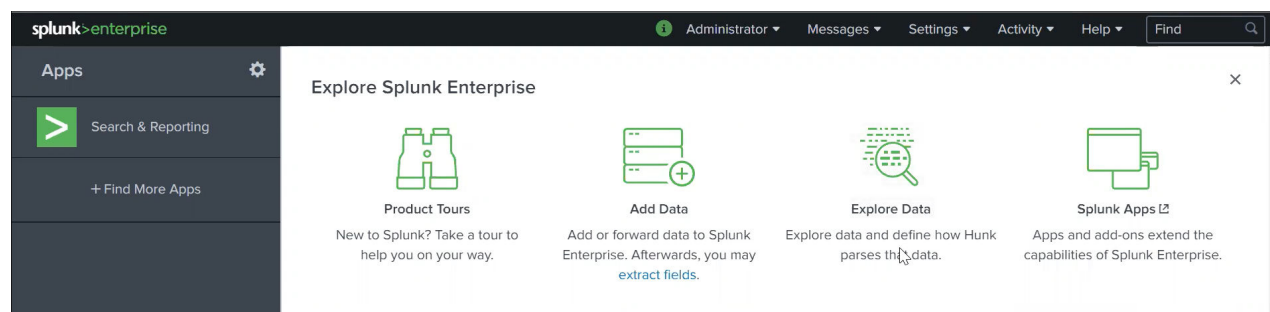 splunk>enterprise
i Administrator Messages Settings Activity Help Find
Apps
Explore Splunk Enterprise
Search & Reporting
+ Find More Apps
Product Tours
New to Splunk? Take a tour to
help you on your way.
Add Data
Add or forward data to Splunk
Enterprise. Afterwards, you may
extract fields.
Explore Data
Explore data and define how Hunk
parses that data.
Splunk Apps
Apps and add-ons extend the
capabilities of Splunk Enterprise.